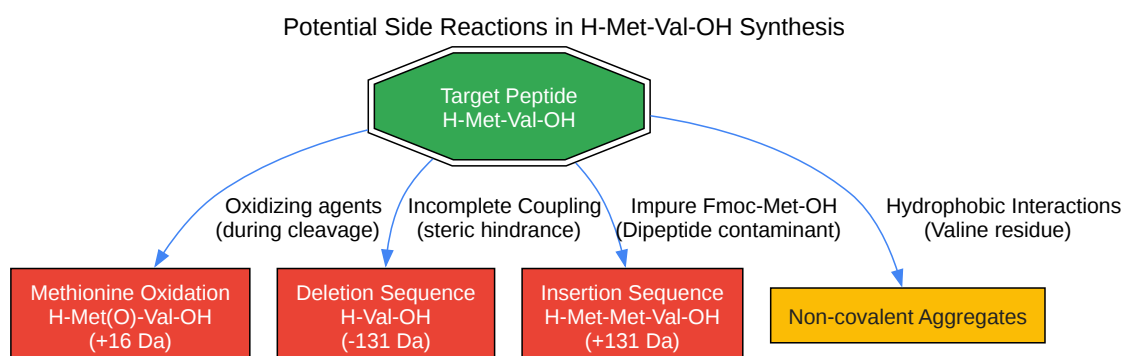 Potential Side Reactions in H-Met-Val-OH Synthesis
Target Peptide
H-Met-Val-OH
Oxidizing agents
(during cleavage)
Incomplete Coupling
(steric hindrance)
Impure Fmoc-Met-OH
(Dipeptide contaminant)
Hydrophobic Interactions
(Valine residue)
Methionine Oxidation
H-Met(O)-Val-OH
(+16 Da)
Deletion Sequence
H-Val-OH
(-131 Da)
Insertion Sequence
H-Met-Met-Val-OH
(+131 Da)
Non-covalent Aggregates